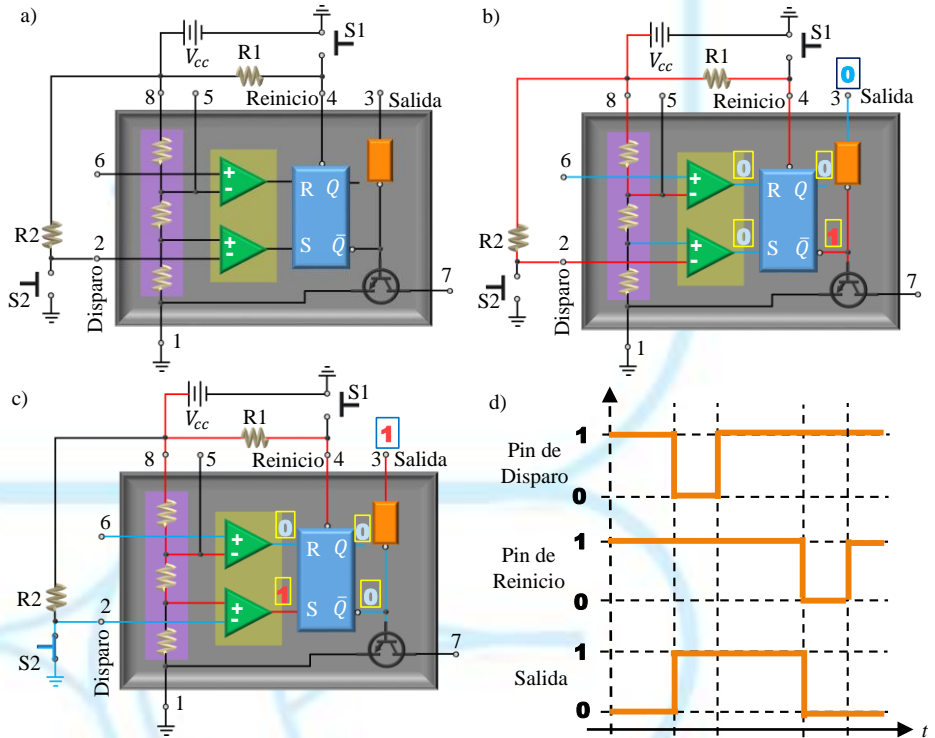 a)
V_cc
S1
R1
8
5
Reinicio 4
3 Salida
6
R Q
R2
2
S Q̅
S2
Disparo
7
1
b)
V_cc
S1
R1
0
8
5
Reinicio 4
3 Salida
6
0
0
R Q
R2
2
0
S Q̅
1
S2
Disparo
7
1
c)
V_cc
S1
R1
1
8
5
Reinicio 4
3 Salida
6
0
0
R Q
R2
2
1
0
S Q̅
S2
Disparo
7
1
d)
1
Pin de
Disparo
0
1
Pin de
Reinicio
0
1
Salida
0
t